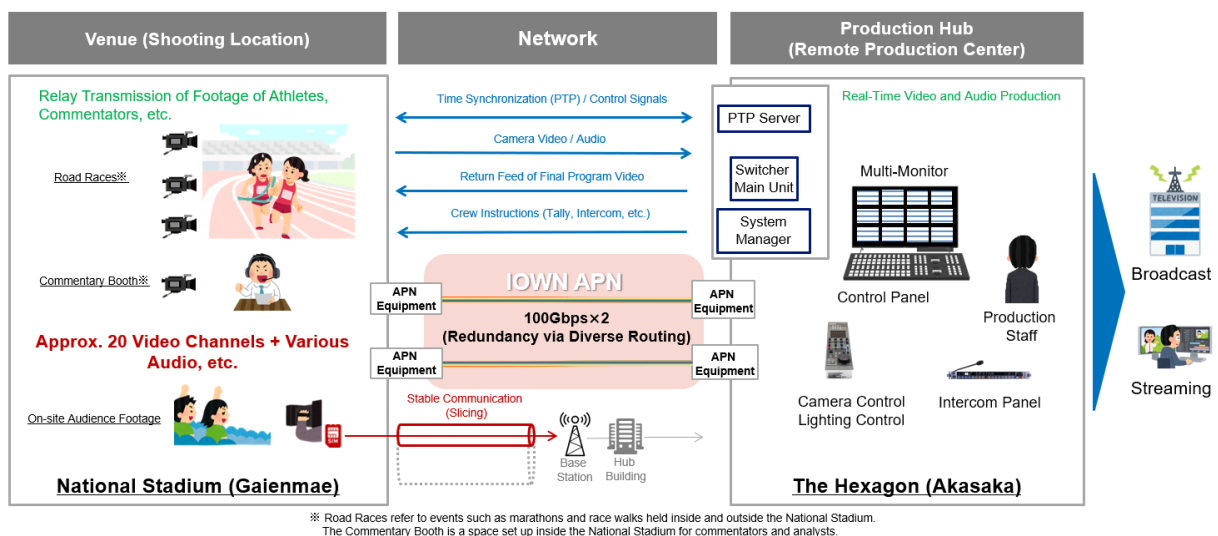 Venue (Shooting Location)
Network
Production Hub
(Remote Production Center)
Relay Transmission of Footage of Athletes,
Commentators, etc.
Road Races※
Commentary Booth※
Approx. 20 Video Channels + Various
Audio, etc.
On-site Audience Footage
SIM
National Stadium (Gaienmae)
Time Synchronization (PTP) / Control Signals
Camera Video / Audio
Return Feed of Final Program Video
Crew Instructions (Tally, Intercom, etc.)
IOWN APN
APN
Equipment
APN
Equipment
100Gbps×2
(Redundancy via Diverse Routing)
APN
Equipment
APN
Equipment
Stable Communication
(Slicing)
Base
Station
Hub
Building
PTP Server
Switcher
Main Unit
System
Manager
Real-Time Video and Audio Production
Multi-Monitor
Control Panel
Production
Staff
Camera Control
Lighting Control
Intercom Panel
The Hexagon (Akasaka)
TELEVISION
Broadcast
Streaming
※ Road Races refer to events such as marathons and race walks held inside and outside the National Stadium.
The Commentary Booth is a space set up inside the National Stadium for commentators and analysts.